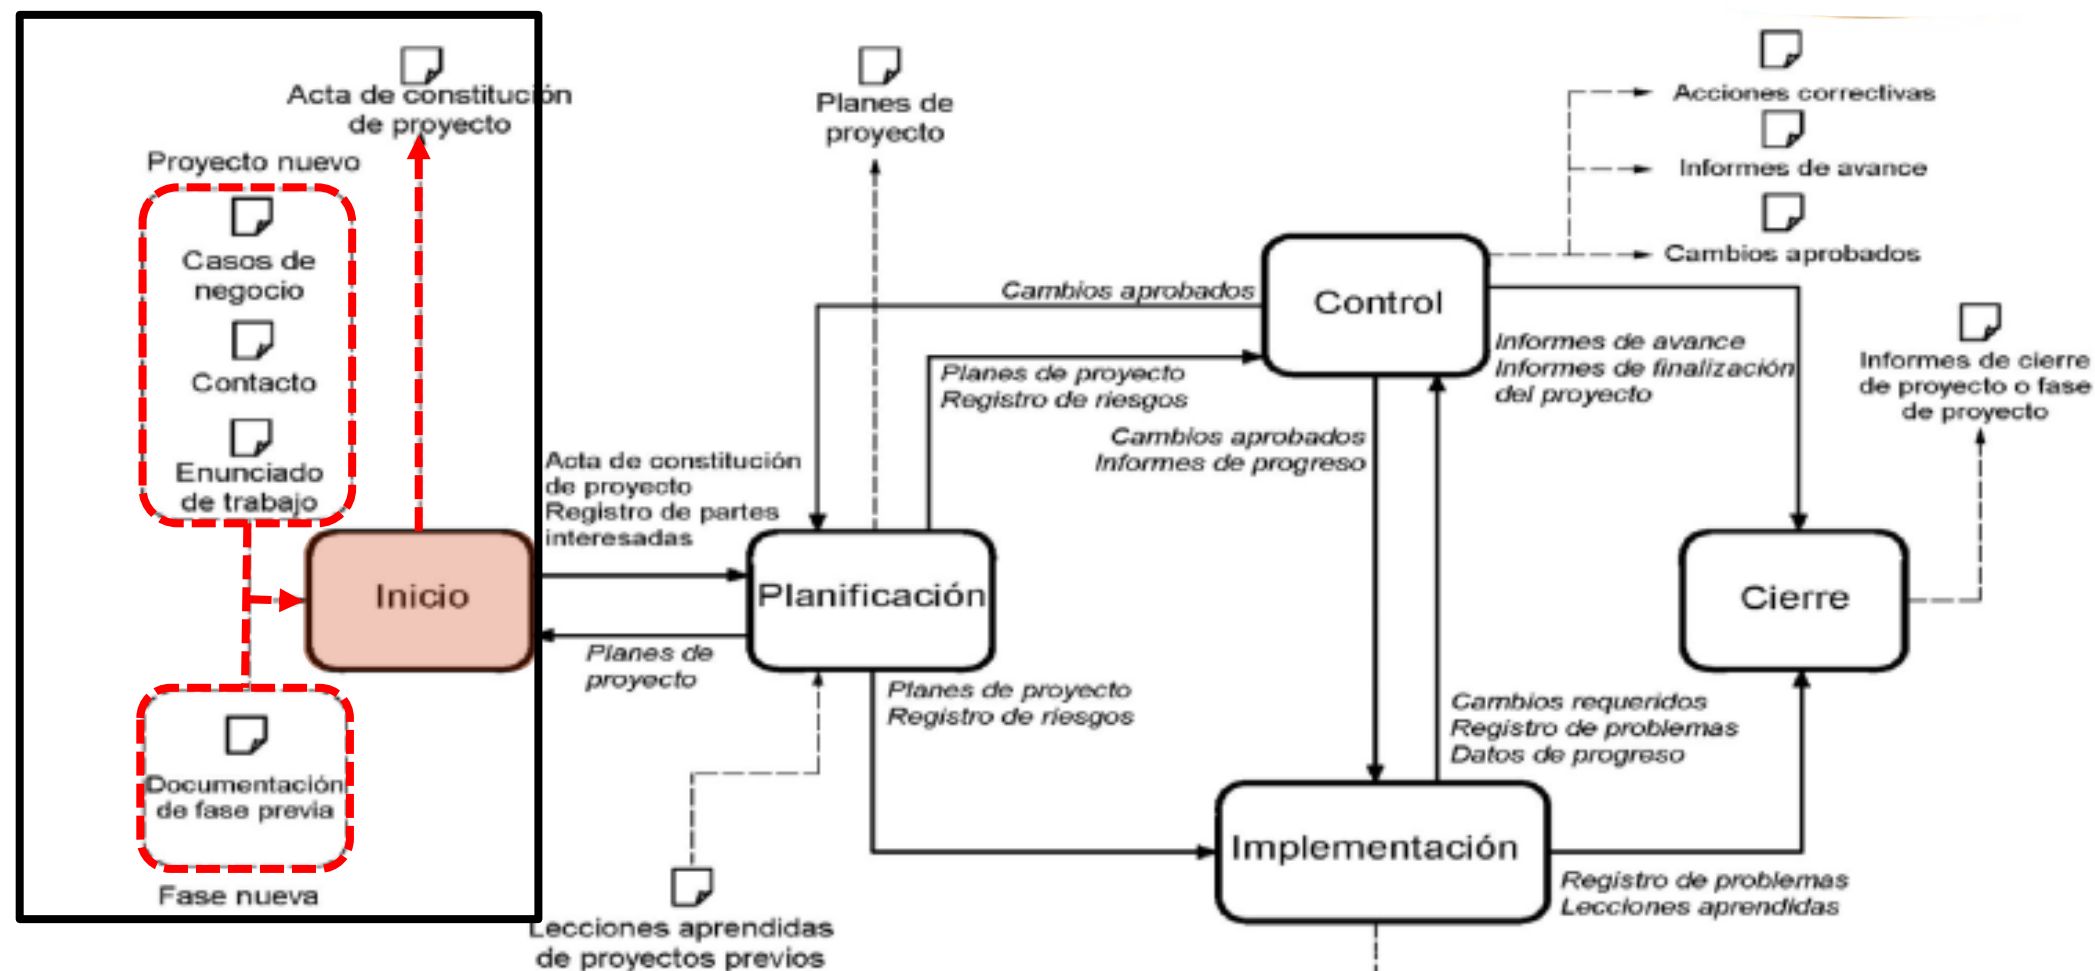 Acta de constitución
de proyecto
Proyecto nuevo
Casos de
negocio
Contacto
Enunciado
de trabajo
Inicio
Documentación
de fase previa
Fase nueva
Acta de constitución
de proyecto
Registro de partes
interesadas
Planes de
proyecto
Planes de
proyecto
Planificación
Lecciones aprendidas
de proyectos previos
Cambios aprobados
Planes de proyecto
Registro de riesgos
Planes de proyecto
Registro de riesgos
Control
Cambios aprobados
Informes de progreso
Acciones correctivas
Informes de avance
Cambios aprobados
Informes de avance
Informes de finalización
del proyecto
Cambios requeridos
Registro de problemas
Datos de progreso
Implementación
Registro de problemas
Lecciones aprendidas
Cierre
Informes de cierre
de proyecto o fase
de proyecto